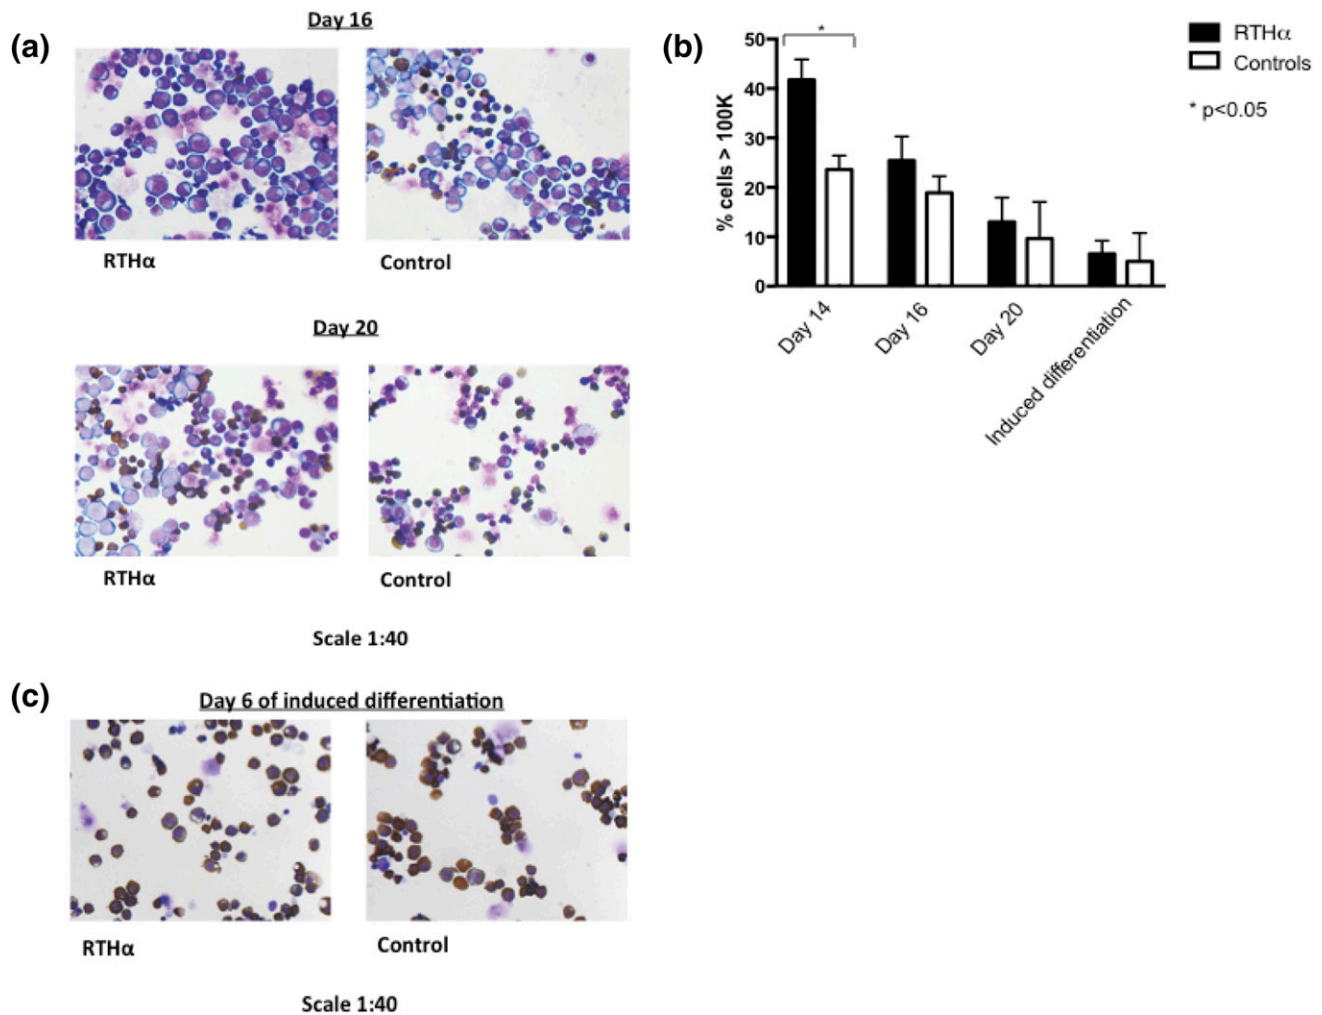 (a)
Day 16
RTHα
Control
Day 20
RTHα
Control
Scale 1:40
(b)
50
40
30
20
10
0
% cells > 100K
*
Day 14
Day 16
Day 20
Induced differentiation
RTHα
Controls
* p<0.05
(c)
Day 6 of induced differentiation
RTHα
Control
Scale 1:40